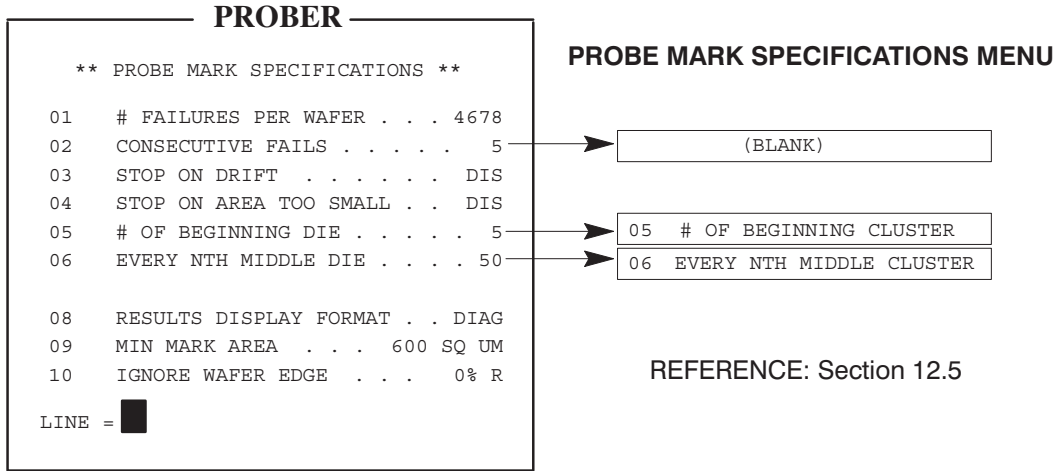 PROBER
** PROBE MARK SPECIFICATIONS **
PROBE MARK SPECIFICATIONS MENU
01 # FAILURES PER WAFER . . . 4678
02 CONSECUTIVE FAILS . . . . . 5
(BLANK)
03 STOP ON DRIFT . . . . . . DIS
04 STOP ON AREA TOO SMALL . . DIS
05 # OF BEGINNING DIE . . . . . 5
05 # OF BEGINNING CLUSTER
06 EVERY NTH MIDDLE DIE . . . . 50
06 EVERY NTH MIDDLE CLUSTER
08 RESULTS DISPLAY FORMAT . . DIAG
09 MIN MARK AREA . . . 600 SQ UM
10 IGNORE WAFER EDGE . . . 0% R
REFERENCE: Section 12.5
LINE =